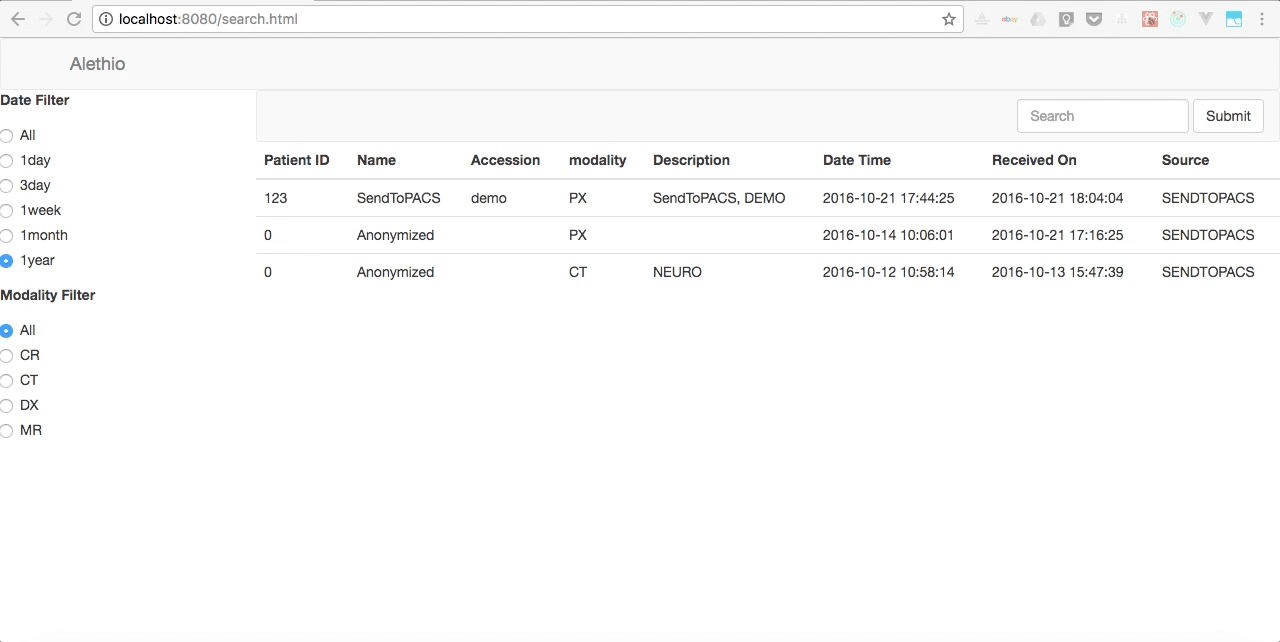 localhost:8080/search.html
ebay
Alethio
Date Filter
All
1day
3day
1week
1month
1year
Modality Filter
All
CR
CT
DX
MR
Search Submit
Patient ID Name Accession modality Description Date Time Received On Source
123 SendToPACS demo PX SendToPACS, DEMO 2016-10-21 17:44:25 2016-10-21 18:04:04 SENDTOPACS
0 Anonymized PX 2016-10-14 10:06:01 2016-10-21 17:16:25 SENDTOPACS
0 Anonymized CT NEURO 2016-10-12 10:58:14 2016-10-13 15:47:39 SENDTOPACS